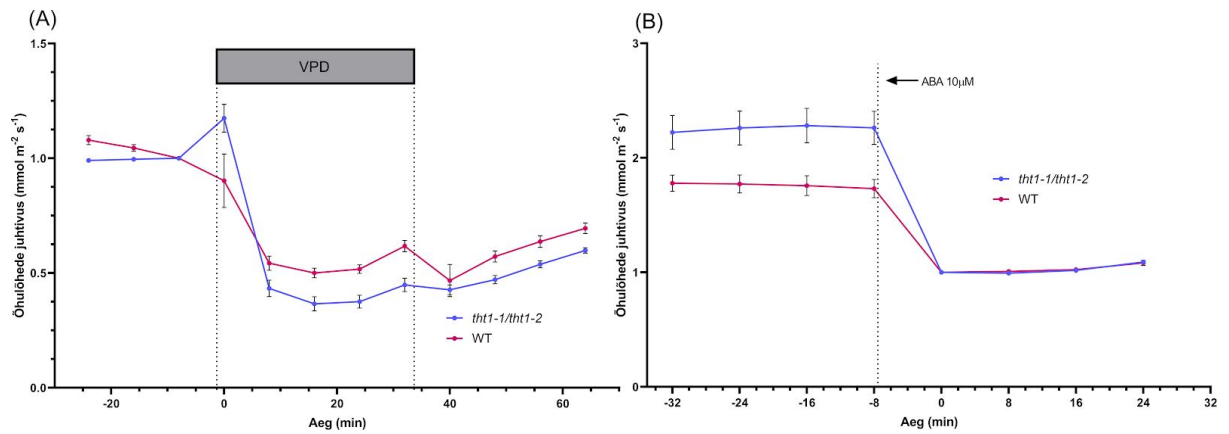 (A)
1.5
1.0
0.5
0.0
Õhulõhede juhtivus (mmol m⁻² s⁻¹)
VPD
tht1-1/tht1-2
WT
-20
0
20
40
60
Aeg (min)
(B)
3
2
1
0
Õhulõhede juhtivus (mmol m⁻² s⁻¹)
ABA 10µM
tht1-1/tht1-2
WT
-32
-24
-16
-8
0
8
16
24
32
Aeg (min)